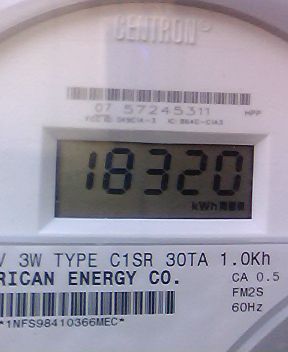 CENTRON®
07 57245311 HPP
18320
kWh
V 3W TYPE C1SR 30TA 1.0Kh
RICAN ENERGY CO. CA 0.5
FM2S
60Hz
*1NFS98410366MEC*